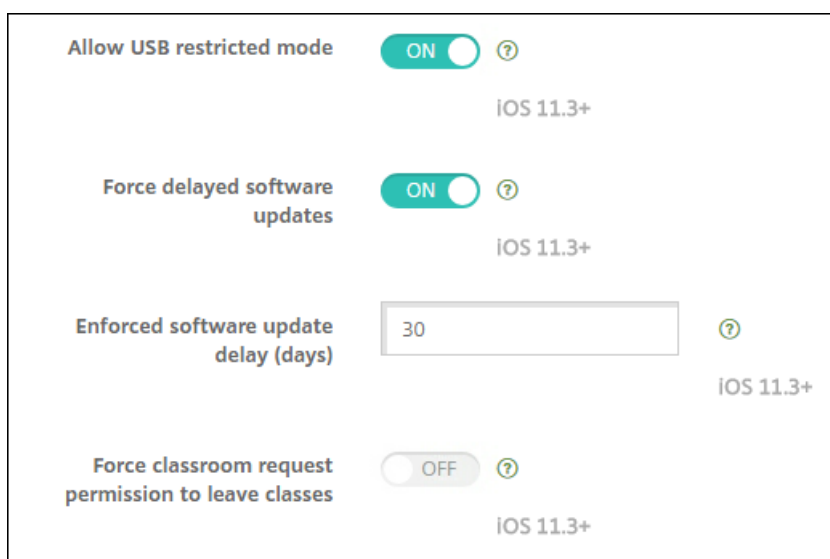 Allow USB restricted mode
ON
?
iOS 11.3+
Force delayed software
updates
ON
?
iOS 11.3+
Enforced software update
delay (days)
30
?
iOS 11.3+
Force classroom request
permission to leave classes
OFF
?
iOS 11.3+